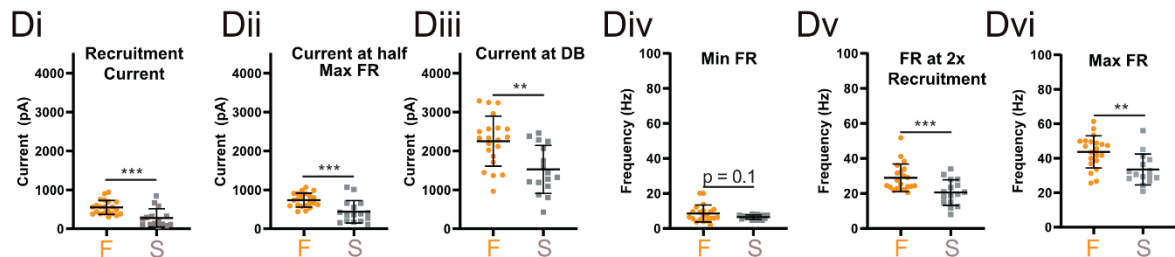 Di
Recruitment
Current
Current (pA)
4000
3000
2000
1000
0
***
F
S
Dii
Current at half
Max FR
Current (pA)
4000
3000
2000
1000
0
***
F
S
Diii
Current at DB
Current (pA)
4000
3000
2000
1000
0
**
F
S
Div
Min FR
Frequency (Hz)
100
80
60
40
20
0
p = 0.1
F
S
Dv
FR at 2x
Recruitment
Frequency (Hz)
100
80
60
40
20
0
***
F
S
Dvi
Max FR
Frequency (Hz)
100
80
60
40
20
0
**
F
S